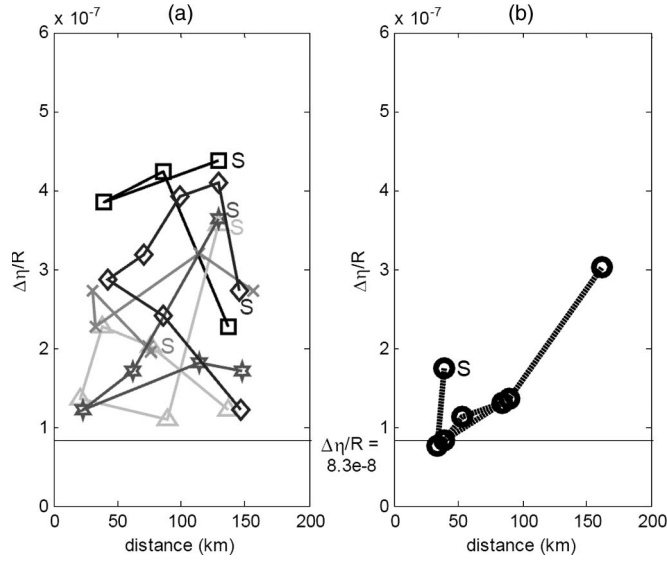 (a)
(b)
x 10^-7
x 10^-7
6
5
4
3
2
1
0
Δη/R
0 50 100 150 200
distance (km)
S
S
S
S
S
Δη/R =
8.3e-8
6
5
4
3
2
1
0
Δη/R
0 50 100 150 200
distance (km)
S